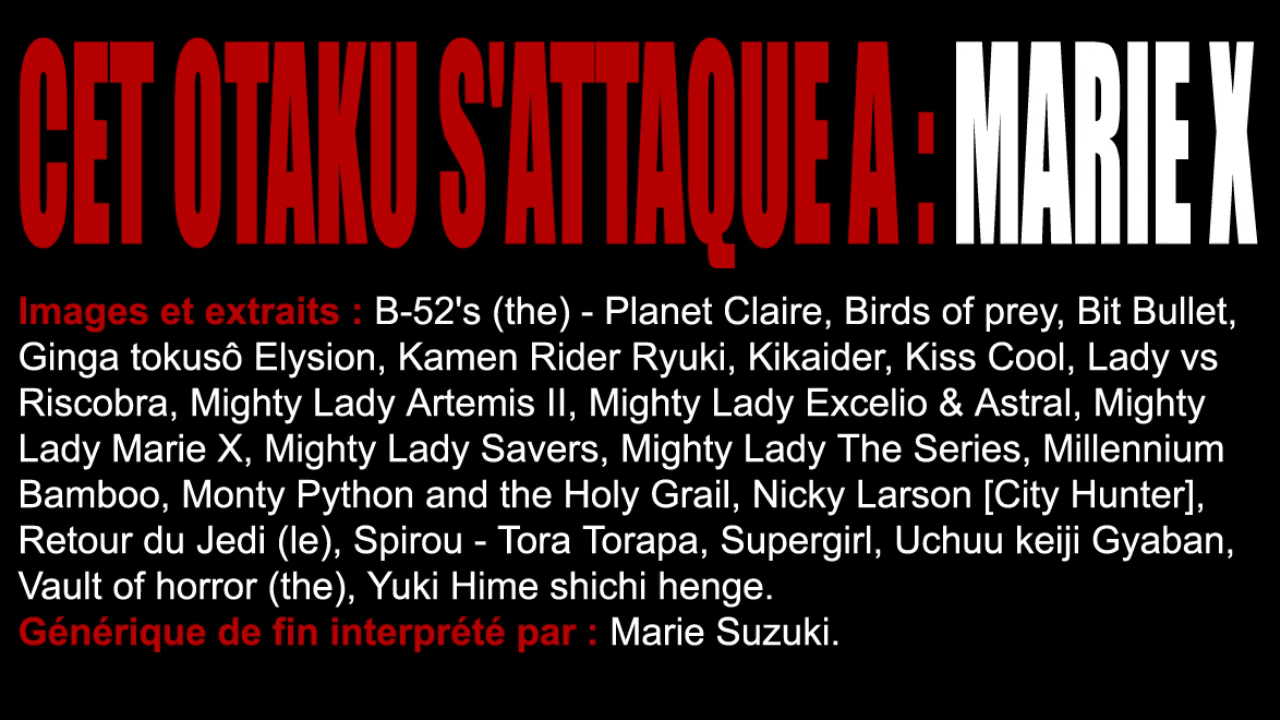 CET OTAKU S'ATTAQUE A : MARIE X
Images et extraits : B-52's (the) - Planet Claire, Birds of prey, Bit Bullet,
Ginga tokusô Elysion, Kamen Rider Ryuki, Kikaider, Kiss Cool, Lady vs
Riscobra, Mighty Lady Artemis II, Mighty Lady Excelio & Astral, Mighty
Lady Marie X, Mighty Lady Savers, Mighty Lady The Series, Millennium
Bamboo, Monty Python and the Holy Grail, Nicky Larson [City Hunter],
Retour du Jedi (le), Spirou - Tora Torapa, Supergirl, Uchuu keiji Gyaban,
Vault of horror (the), Yuki Hime shichi henge.
Générique de fin interprété par : Marie Suzuki.